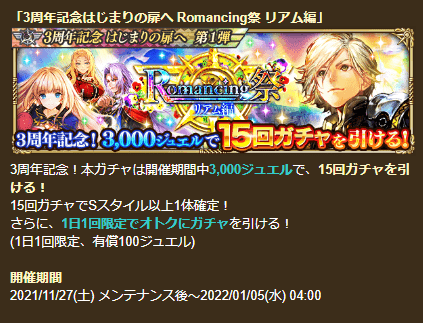 「3周年記念はじまりの扉へ Romancing祭 リアム編」
3周年記念 はじまりの扉へ 第1弾
Romancing祭
リアム編
3周年記念！3,000ジュエルで15回ガチャを引ける！
3周年記念！本ガチャは開催期間中3,000ジュエルで、15回ガチャを引
ける！
15回ガチャでSスタイル以上1体確定！
さらに、1日1回限定でオトクにガチャを引ける！
(1日1回限定、有償100ジュエル)
開催期間
2021/11/27(土) メンテナンス後～2022/01/05(水) 04:00